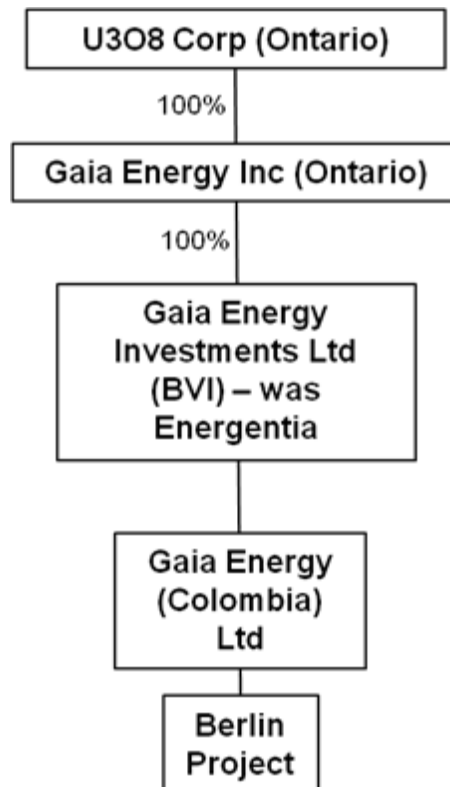 U3O8 Corp (Ontario)
100%
Gaia Energy Inc (Ontario)
100%
Gaia Energy
Investments Ltd
(BVI) – was
Energentia
Gaia Energy
(Colombia)
Ltd
Berlin
Project